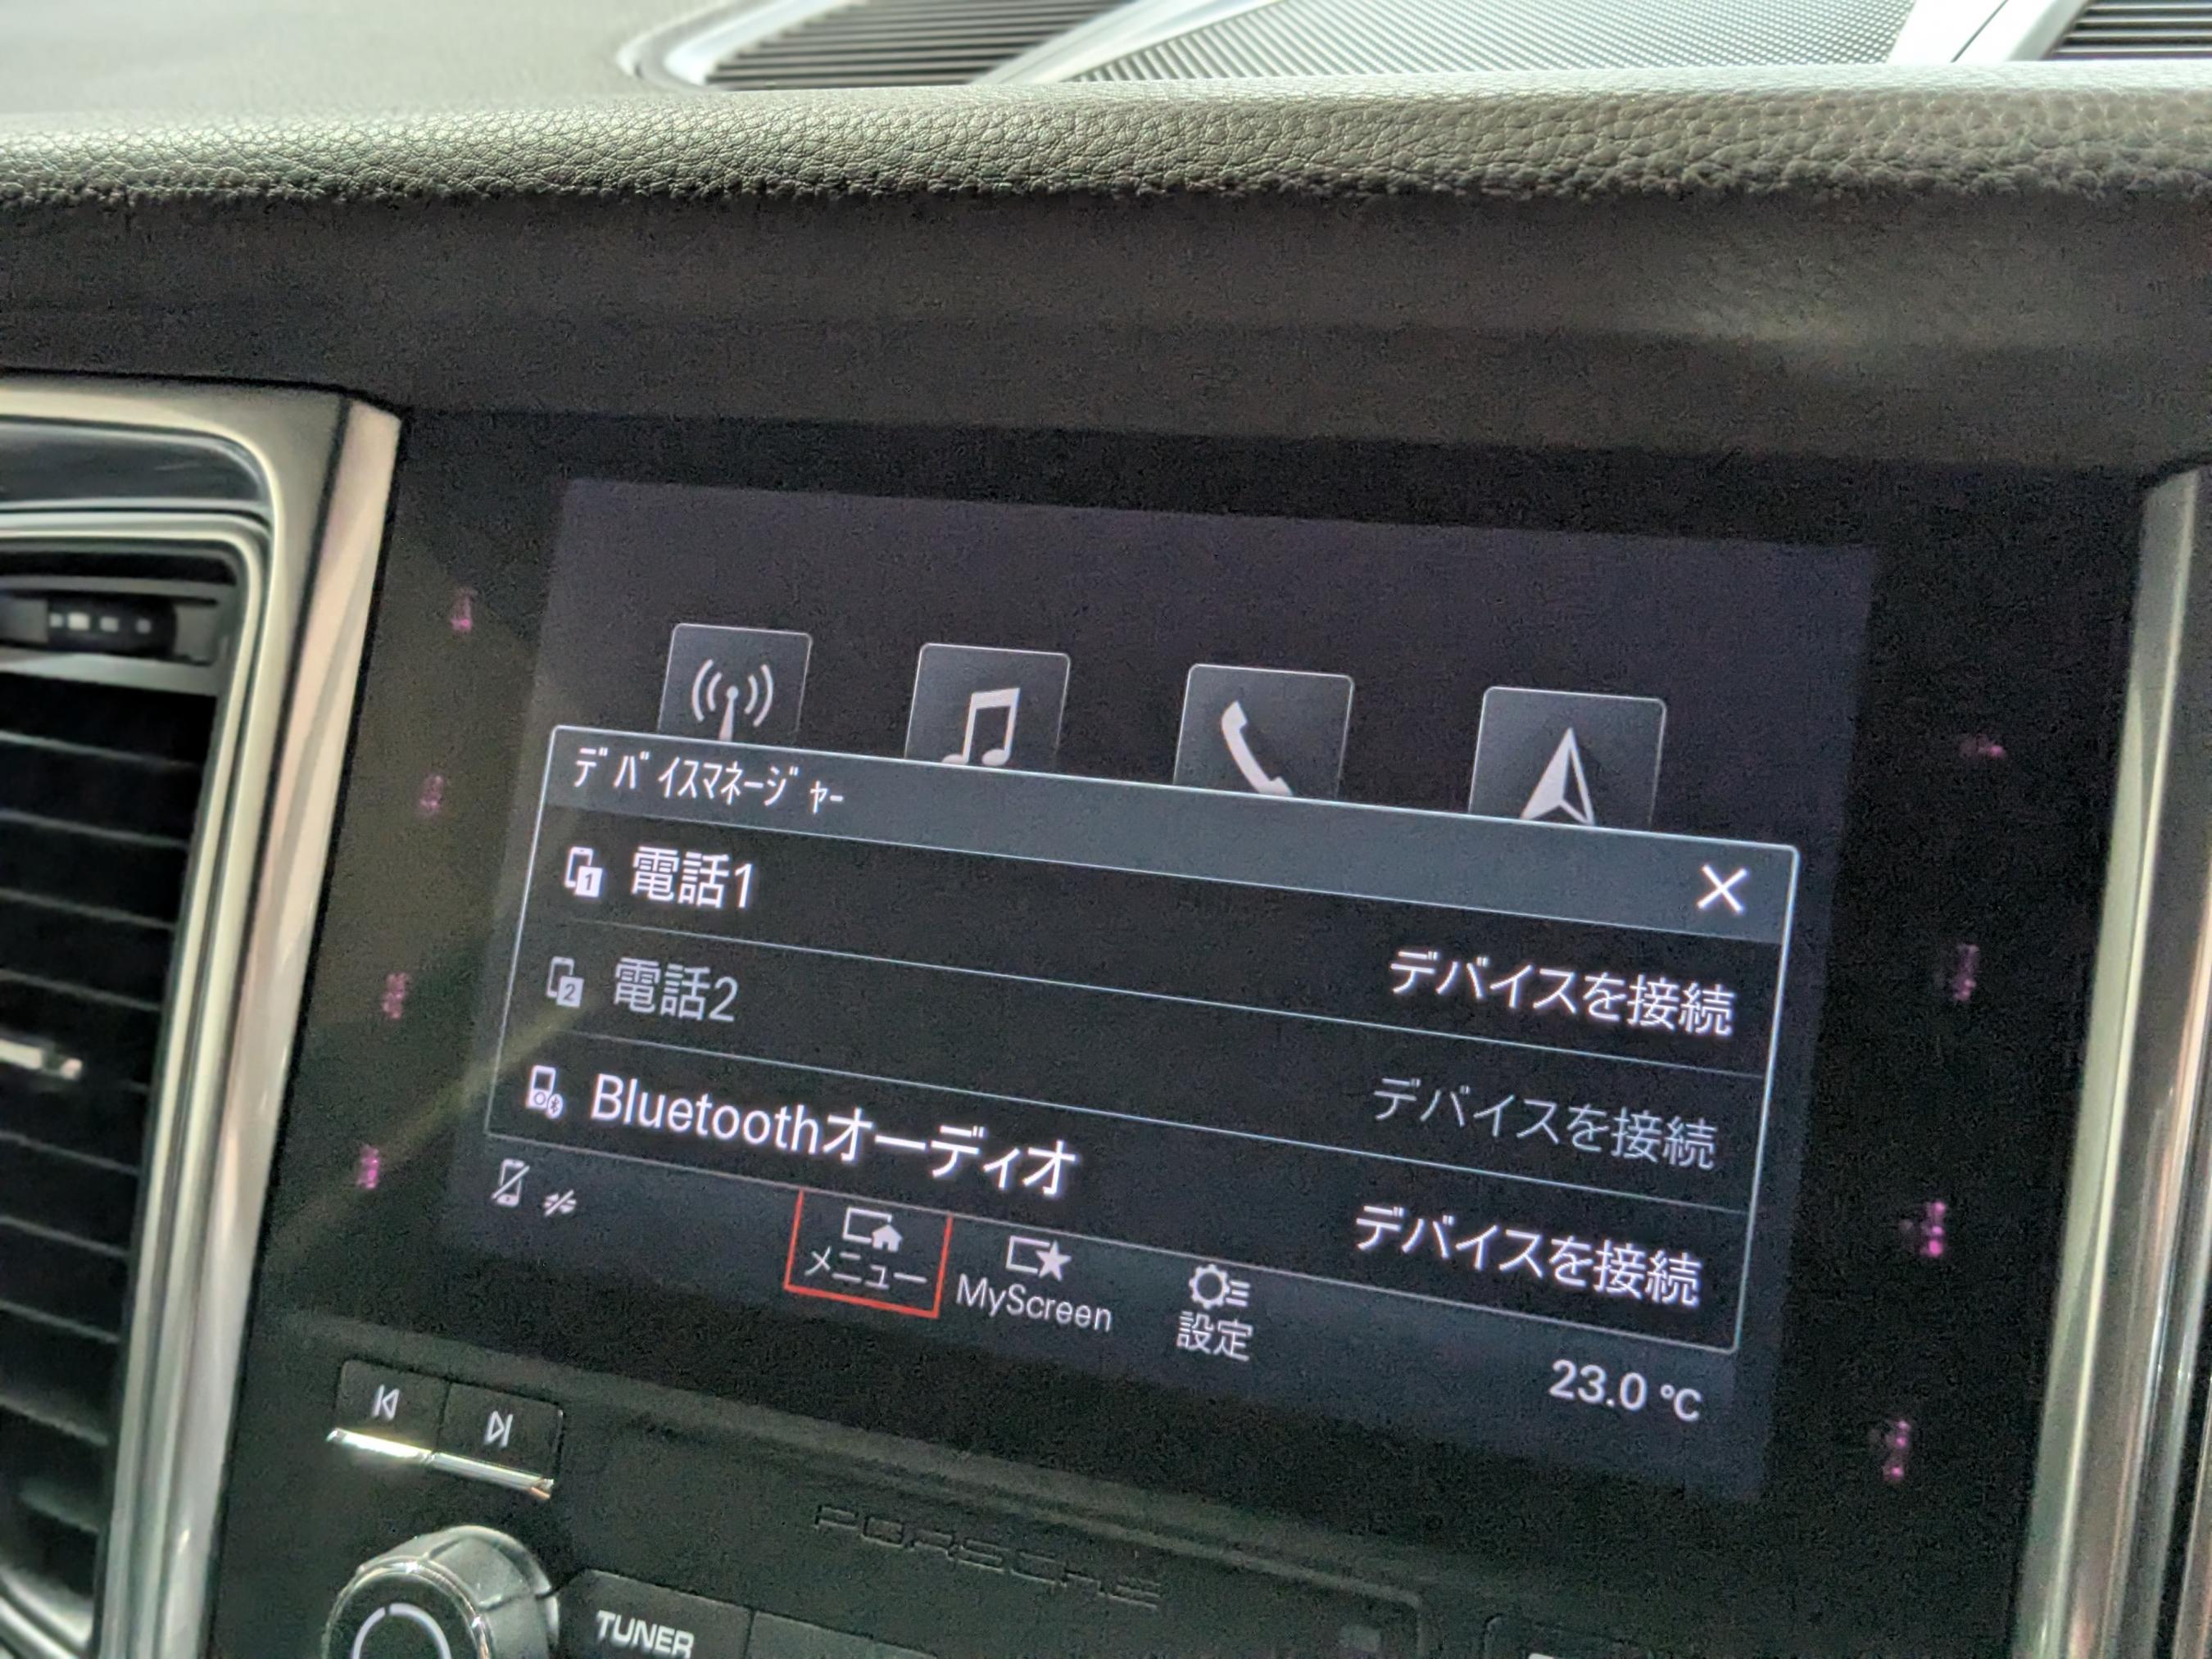 ﾃﾞﾊﾞｲｽﾏﾈｰｼﾞｬｰ
1 電話1
デバイスを接続
2 電話2
デバイスを接続
Bluetoothオーディオ
デバイスを接続
メニュー
MyScreen
設定
23.0 °C
PORSCHE
TUNER